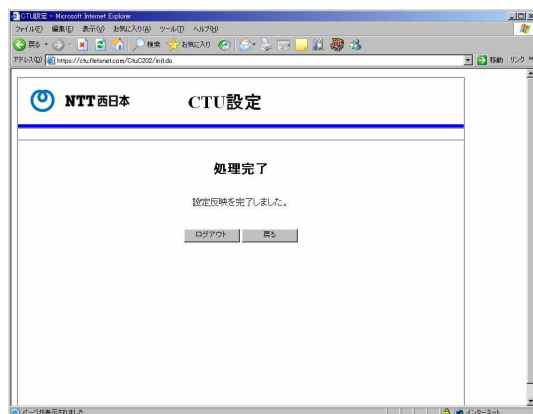 CTU設定 - Microsoft Internet Explorer
ファイル(F) 編集(E) 表示(V) お気に入り(A) ツール(T) ヘルプ(H)
戻る 検索 お気に入り
アドレス(D) https://ctu.fletsnet.com/CtuC202/init.do 移動 リンク »
NTT西日本 CTU設定
処理完了
設定反映を完了しました。
ログアウト 戻る
ページが表示されました インターネット